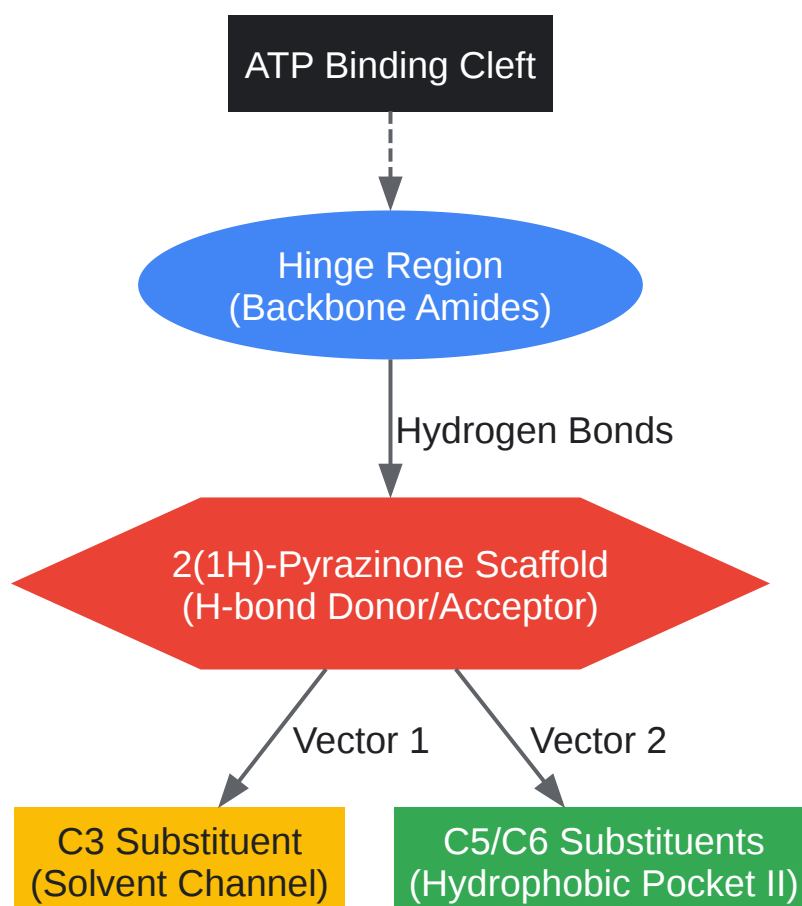 ATP Binding Cleft
Hinge Region
(Backbone Amides)
Hydrogen Bonds
2(1H)-Pyrazinone Scaffold
(H-bond Donor/Acceptor)
Vector 1
Vector 2
C3 Substituent
(Solvent Channel)
C5/C6 Substituents
(Hydrophobic Pocket II)